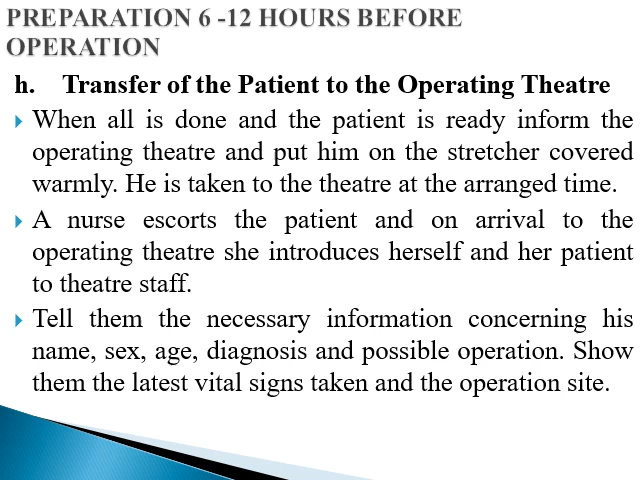 PREPARATION 6 -12 HOURS BEFORE
OPERATION
h. Transfer of the Patient to the Operating Theatre
When all is done and the patient is ready inform the
operating theatre and put him on the stretcher covered
warmly. He is taken to the theatre at the arranged time.
A nurse escorts the patient and on arrival to the
operating theatre she introduces herself and her patient
to theatre staff.
Tell them the necessary information concerning his
name, sex, age, diagnosis and possible operation. Show
them the latest vital signs taken and the operation site.